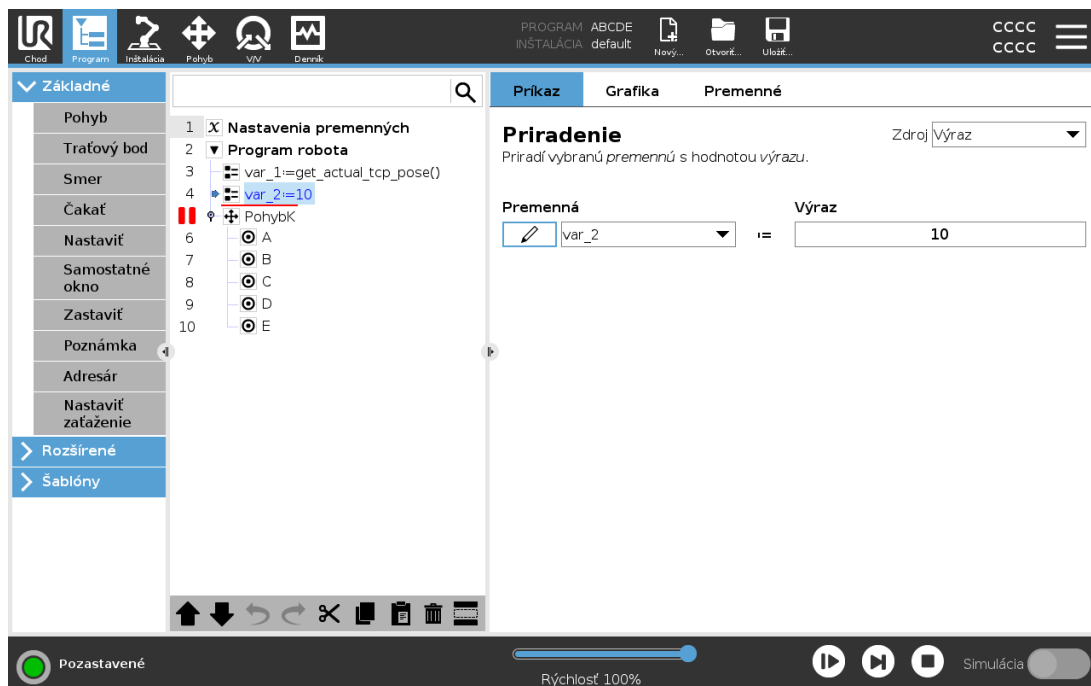 PROGRAM ABCDE
INŠTALÁCIA default
CCCC
CCCC
Chod
Program
Inštalácia
Pohyb
V/V
Denník
Nový...
Otvoriť...
Uložiť...
Základné
Pohyb
Traťový bod
Smer
Čakať
Nastaviť
Samostatné
okno
Zastaviť
Poznámka
Adresár
Nastaviť
zaťaženie
Rozšírené
Šablóny
1 Nastavenia premenných
2 Program robota
3 var_1≔get_actual_tcp_pose()
4 var_2≔10
PohybK
6 A
7 B
8 C
9 D
10 E
Príkaz Grafika Premenné
Priradenie
Zdroj Výraz
Priradí vybranú premennú s hodnotou výrazu.
Premenná Výraz
var_2 ≔ 10
Pozastavené
Rýchlosť 100%
Simulácia